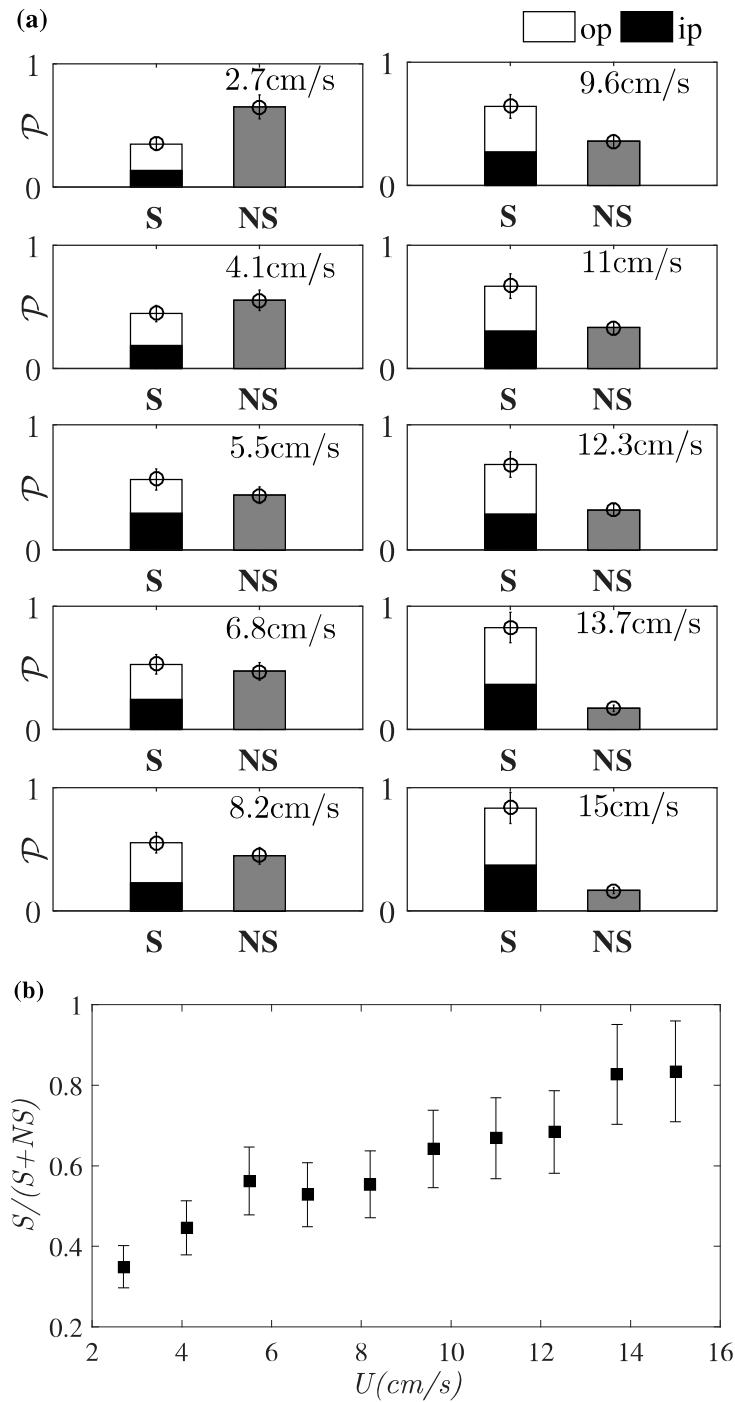 (a)
op ip
1 2.7cm/s 1 9.6cm/s
𝒫
0 0
S NS S NS
1 4.1cm/s 1 11cm/s
𝒫
0 0
S NS S NS
1 5.5cm/s 1 12.3cm/s
𝒫
0 0
S NS S NS
1 6.8cm/s 1 13.7cm/s
𝒫
0 0
S NS S NS
1 8.2cm/s 1 15cm/s
𝒫
0 0
S NS S NS
(b)
1
0.8
0.6
0.4
0.2
S/(S+NS)
2 4 6 8 10 12 14 16
U(cm/s)